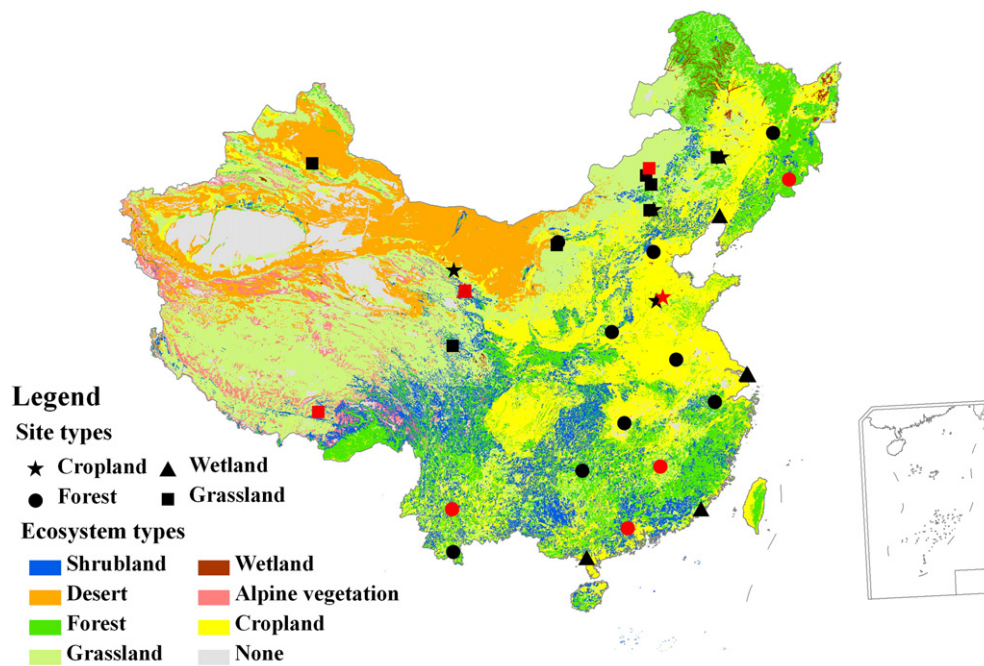 Legend
Site types
Cropland Wetland
Forest Grassland
Ecosystem types
Shrubland Wetland
Desert Alpine vegetation
Forest Cropland
Grassland None